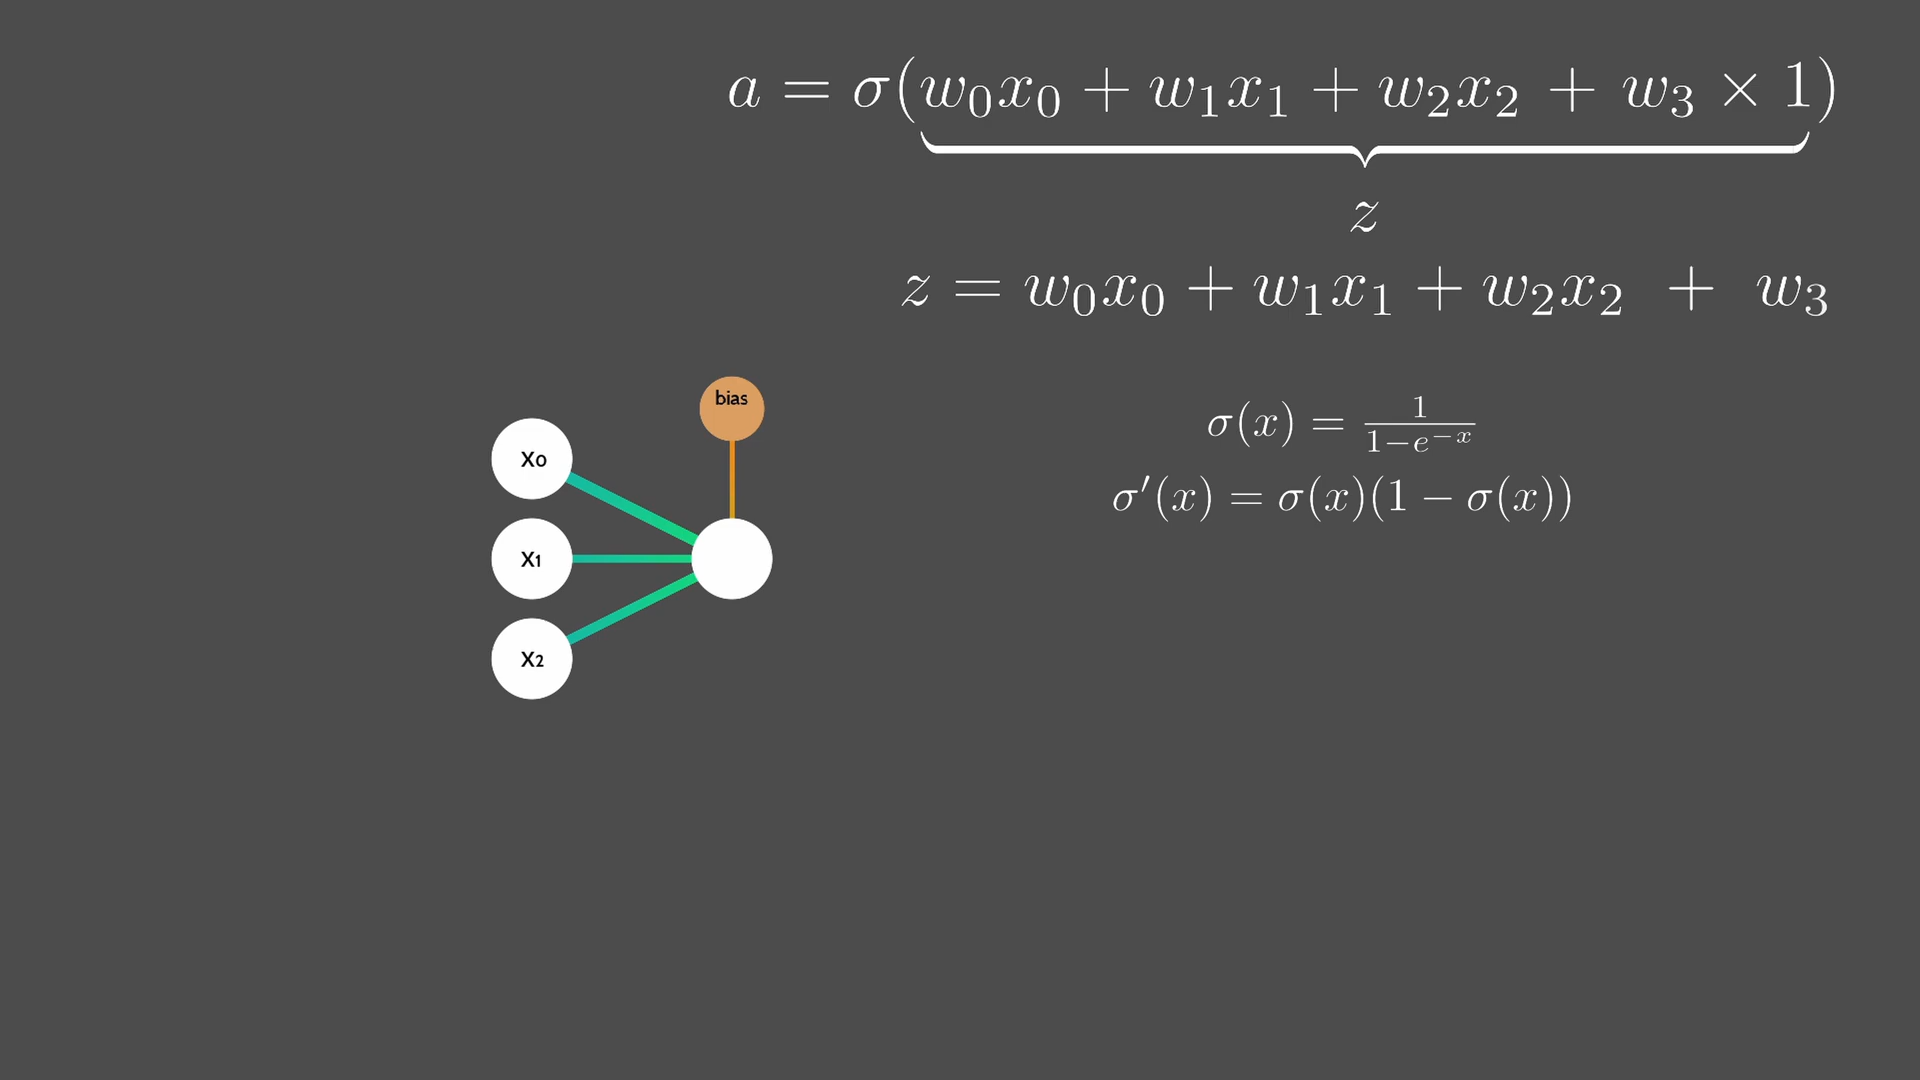 a = σ(w₀x₀ + w₁x₁ + w₂x₂ + w₃ × 1)
z
z = w₀x₀ + w₁x₁ + w₂x₂ + w₃
bias
σ(x) = 1/(1−e⁻ˣ)
X0
σ′(x) = σ(x)(1 − σ(x))
X1
X2